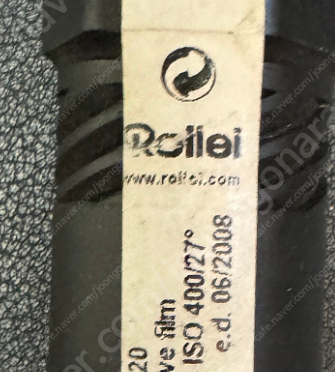 Rollei
www.rollei.com
20
ve film
ISO 400/27°
e.d. 06/2008